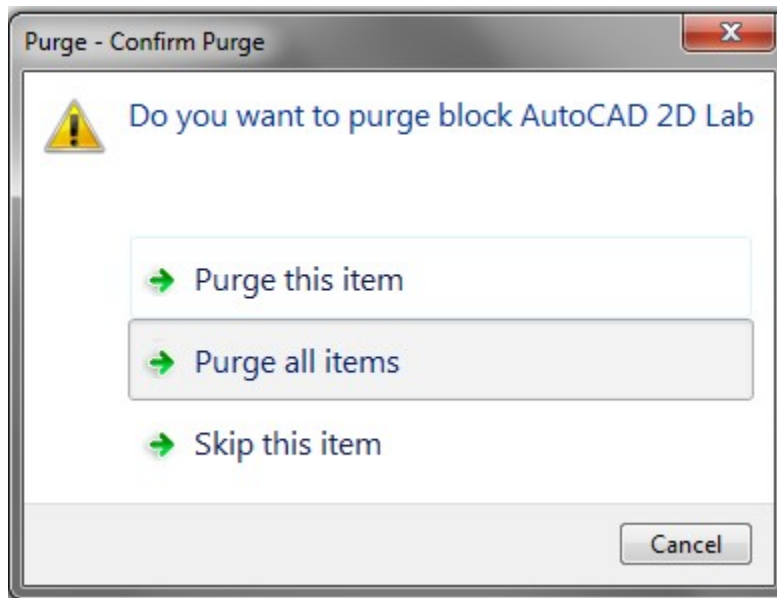 Purge - Confirm Purge
Do you want to purge block AutoCAD 2D Lab
Purge this item
Purge all items
Skip this item
Cancel